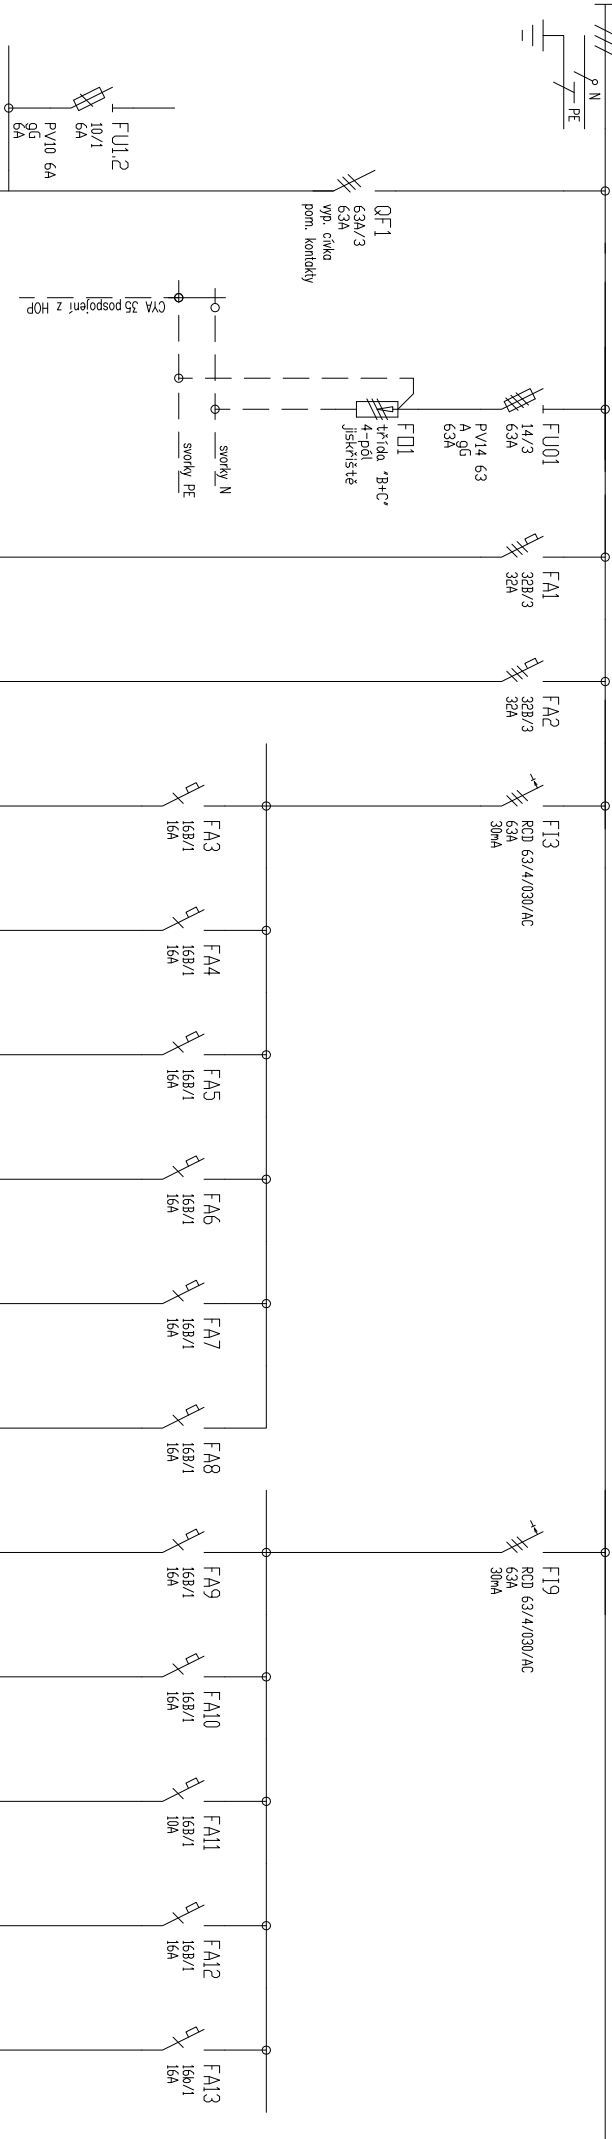 N
PE
FU1.2
10/1
6A
PV10 6A
gG
6A
QF1
63A/3
63A
vyp. cívka
pom. kontakty
CYA 35 pospojení z HOP
svorky N
svorky PE
FU01
14/3
63A
PV14 63
A gG
63A
FO1
třída "B+C"
4-pól
jiskřiště
FA1
32B/3
32A
FA2
32B/3
32A
FI3
RCD 63/4/030/AC
63A
30mA
FA3
16B/1
16A
FA4
16B/1
16A
FA5
16B/1
16A
FA6
16B/1
16A
FA7
16B/1
16A
FA8
16B/1
16A
FI9
RCD 63/4/030/AC
63A
30mA
FA9
16B/1
16A
FA10
16B/1
16A
FA11
16B/1
10A
FA12
16B/1
16A
FA13
16b/1
16A